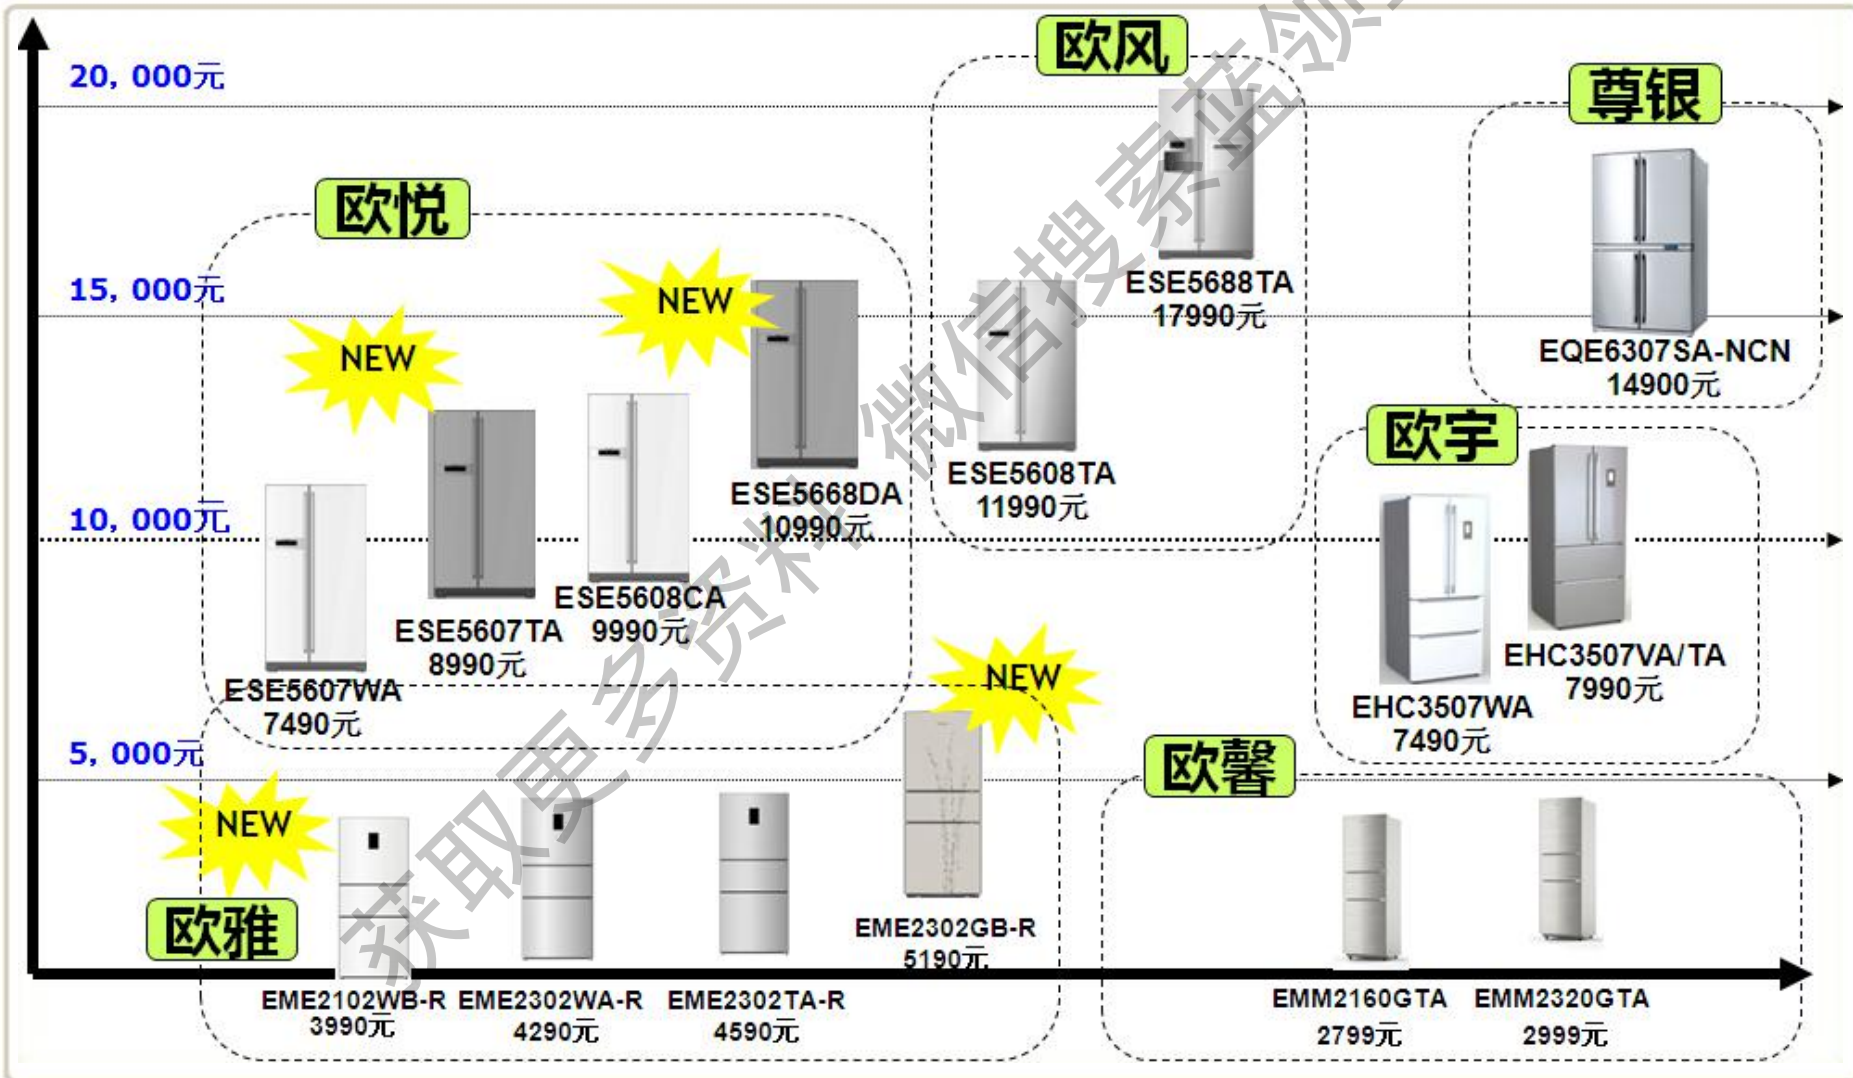 欧风
尊银
20, 000元
欧悦
15, 000元
NEW
NEW
ESE5688TA
17990元
EQE6307SA-NCN
14900元
欧宇
ESE5608TA
11990元
ESE5668DA
10990元
10, 000元
ESE5608CA
9990元
ESE5607TA
8990元
ESE5607WA
7490元
EHC3507VA/TA
7990元
EHC3507WA
7490元
NEW
5, 000元
欧馨
NEW
欧雅
EME2302GB-R
5190元
EME2102WB-R
3990元
EME2302WA-R
4290元
EME2302TA-R
4590元
EMM2160GTA
2799元
EMM2320GTA
2999元
获取更多资料 微信搜索蓝领